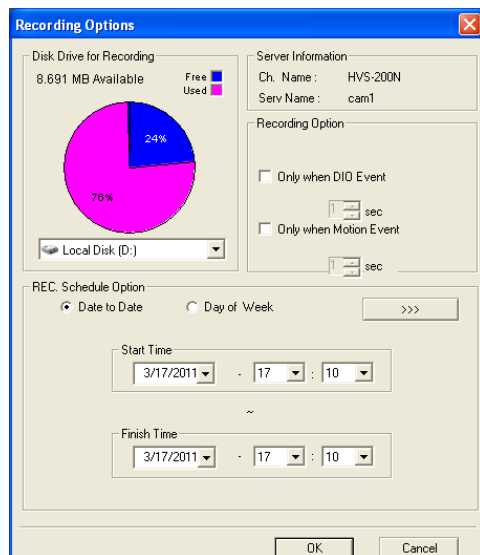 Recording Options
Disk Drive for Recording
8.691 MB Available
Free
Used
24%
76%
Local Disk (D:)
Server Information
Ch. Name : HVS-200N
Serv Name : cam1
Recording Option
Only when DIO Event
1 sec
Only when Motion Event
1 sec
REC. Schedule Option
Date to Date
Day of Week
>>>
Start Time
3/17/2011 - 17 : 10
~
Finish Time
3/17/2011 - 17 : 10
OK
Cancel